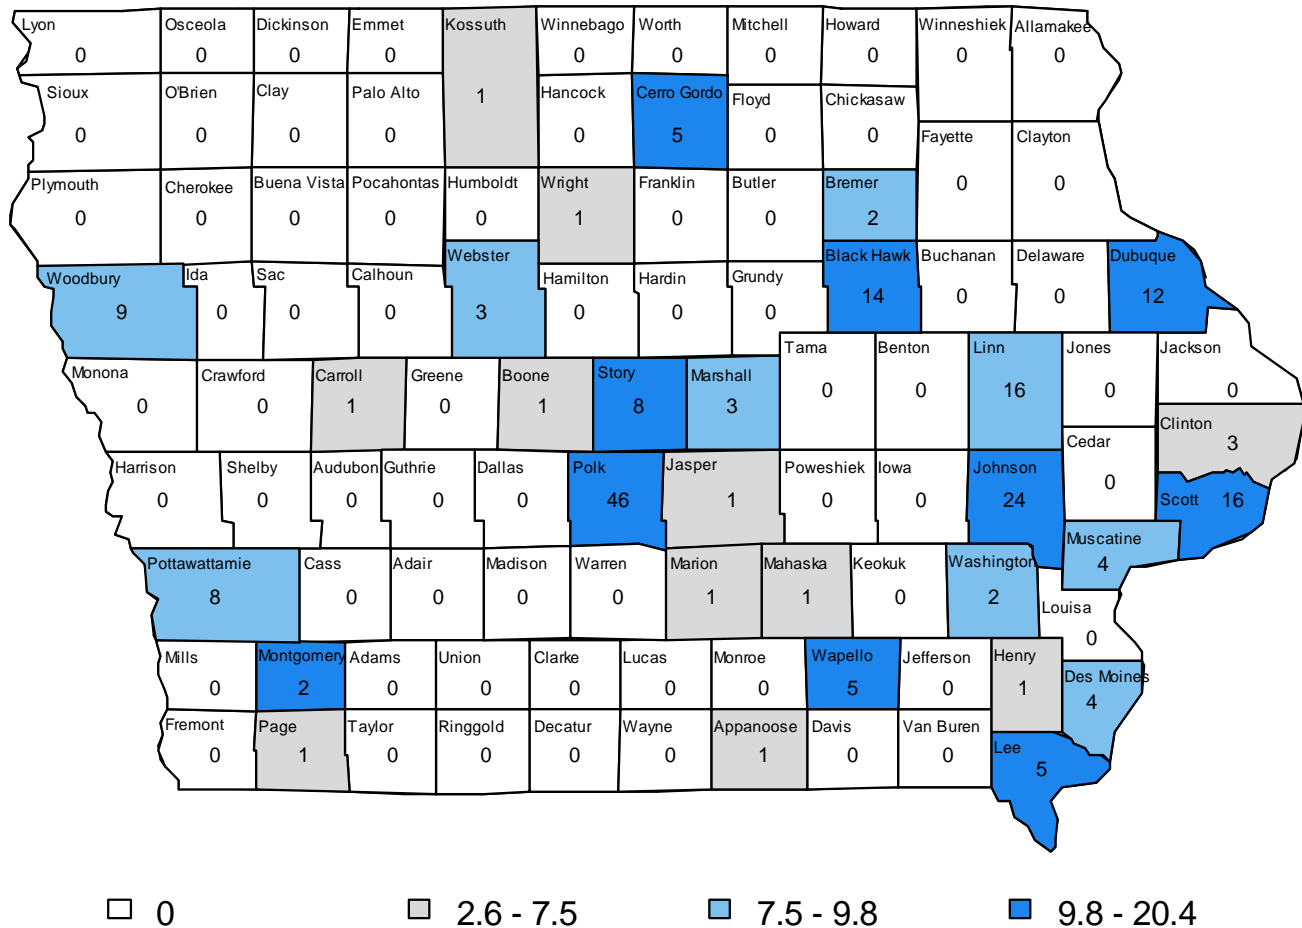 Lyon Osceola Dickinson Emmet Kossuth Winnebago Worth Mitchell Howard Winneshiek Allamakee
0 0 0 0 0 0 0 0 0 0
Sioux O'Brien Clay Palo Alto 1 Hancock Cerro Gordo Floyd Chickasaw
0 0 0 0 0 5 0 0 Fayette Clayton
Plymouth Cherokee Buena Vista Pocahontas Humboldt Wright Franklin Butler Bremer 0 0
0 0 0 0 0 1 0 0 2
Woodbury Ida Sac Calhoun Webster Hamilton Hardin Grundy Black Hawk Buchanan Delaware Dubuque
9 0 0 0 3 0 0 0 14 0 0 12
Monona Crawford Carroll Greene Boone Story Marshall Tama Benton Linn Jones Jackson
0 0 1 0 1 8 3 0 0 16 0 0
Clinton
3
Harrison Shelby Audubon Guthrie Dallas Polk Jasper Poweshiek Iowa Johnson Cedar Scott
0 0 0 0 0 46 1 0 0 24 0 16
Pottawattamie Cass Adair Madison Warren Marion Mahaska Keokuk Washington Muscatine
8 0 0 0 0 1 1 0 2 4
Louisa
0
Mills Montgomery Adams Union Clarke Lucas Monroe Wapello Jefferson Henry Des Moines
0 2 0 0 0 0 0 5 0 1 4
Fremont Page Taylor Ringgold Decatur Wayne Appanoose Davis Van Buren Lee
0 1 0 0 0 0 1 0 0 5
0 2.6 - 7.5 7.5 - 9.8 9.8 - 20.4